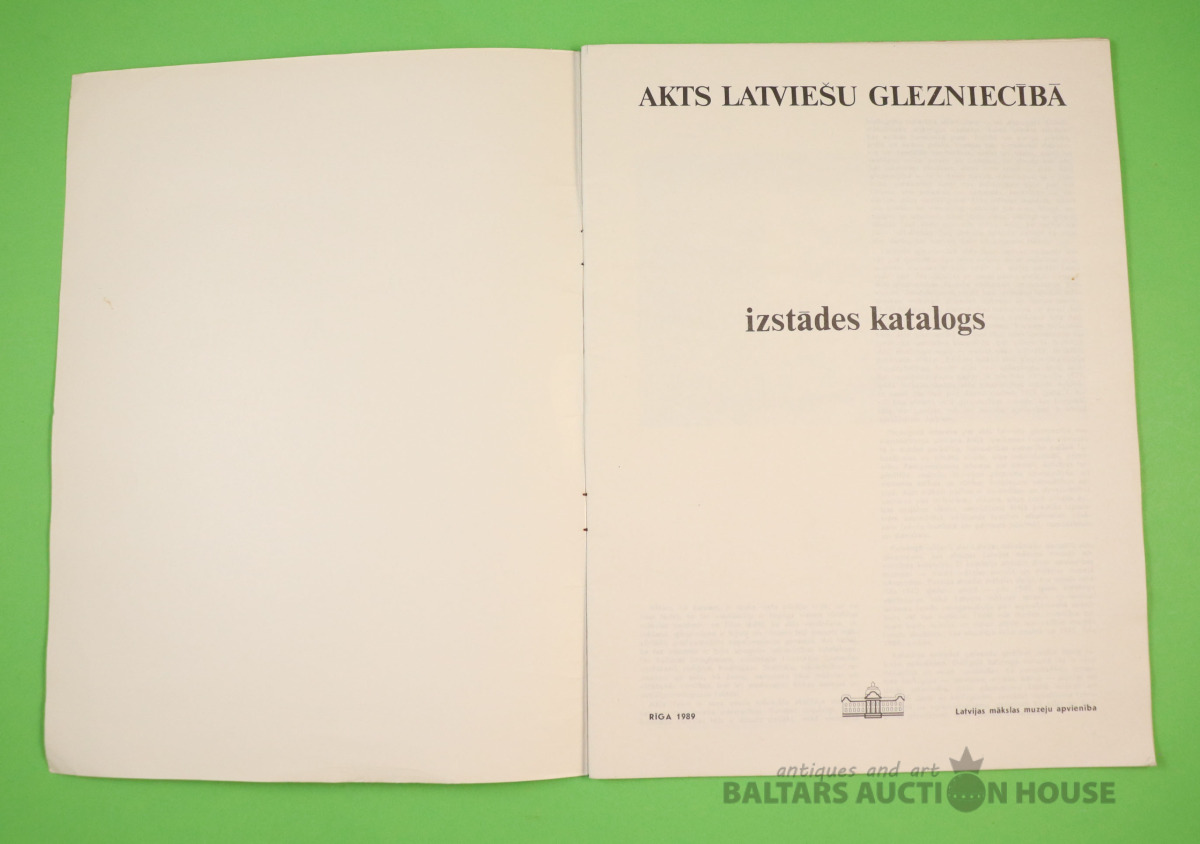 AKTS LATVIEŠU GLEZNIECĪBĀ
izstādes katalogs
RĪGA 1989
Latvijas mākslas muzeju apvienība
antiques and art
BALTARS AUCTION HOUSE